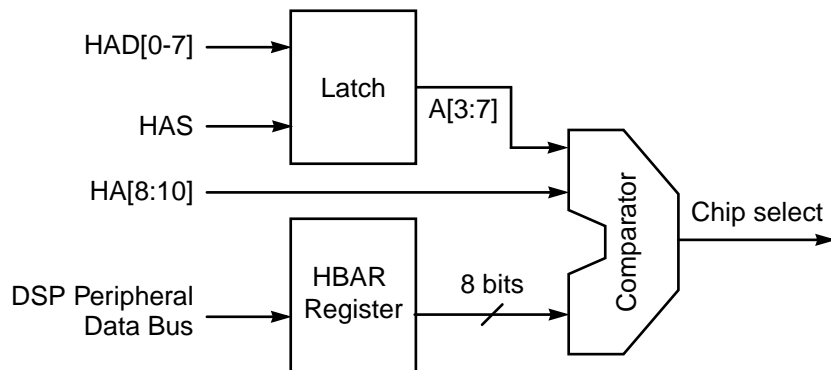 HAD[0-7]
Latch
A[3:7]
HAS
HA[8:10]
Chip select
Comparator
HBAR
Register
8 bits
DSP Peripheral
Data Bus